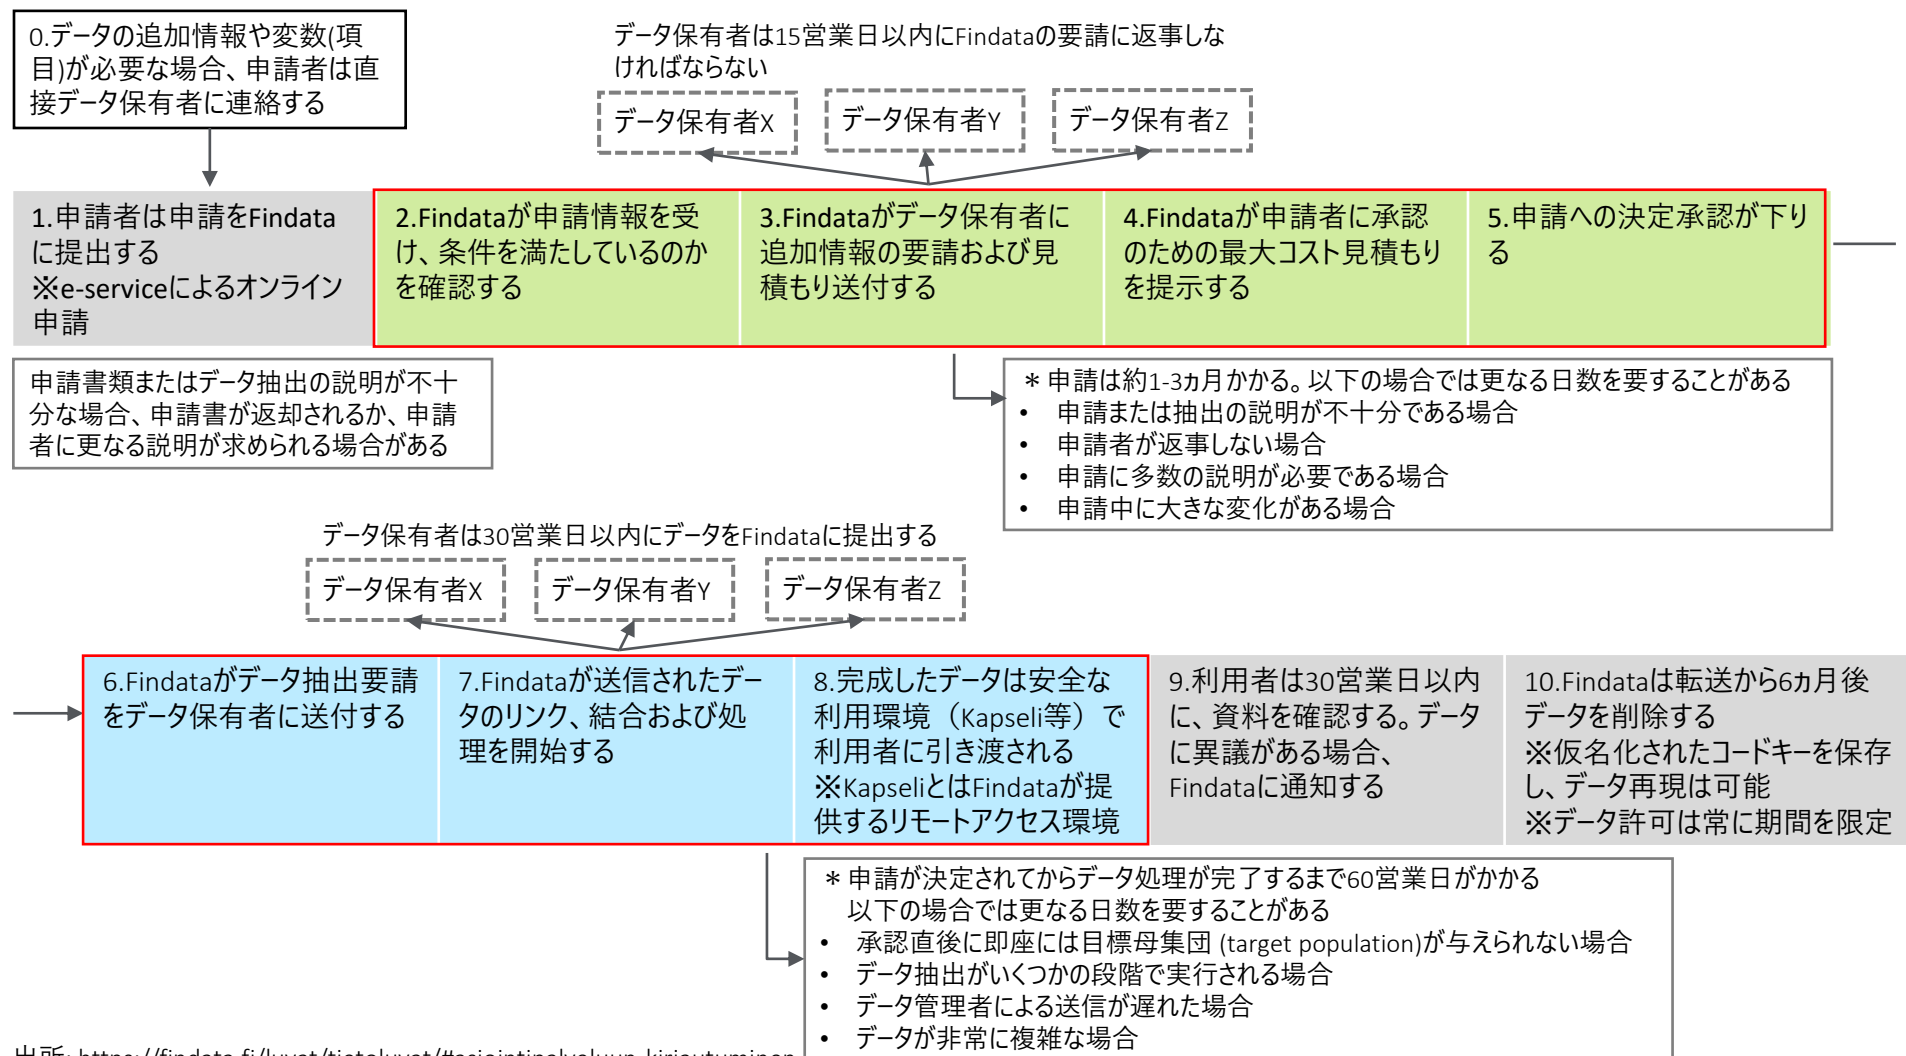 0.データの追加情報や変数(項
目)が必要な場合、申請者は直
接データ保有者に連絡する
データ保有者は15営業日以内にFindataの要請に返事しな
ければならない
データ保有者X
データ保有者Y
データ保有者Z
1.申請者は申請をFindata
に提出する
※e-serviceによるオンライン
申請
2.Findataが申請情報を受
け、条件を満たしているのか
を確認する
3.Findataがデータ保有者に
追加情報の要請および見
積もり送付する
4.Findataが申請者に承認
のための最大コスト見積もり
を提示する
5.申請への決定承認が下り
る
申請書類またはデータ抽出の説明が不十
分な場合、申請書が返却されるか、申請
者に更なる説明が求められる場合がある
＊申請は約1-3ヵ月かかる。以下の場合では更なる日数を要することがある
• 申請または抽出の説明が不十分である場合
• 申請者が返事しない場合
• 申請に多数の説明が必要である場合
• 申請中に大きな変化がある場合
データ保有者は30営業日以内にデータをFindataに提出する
データ保有者X
データ保有者Y
データ保有者Z
6.Findataがデータ抽出要請
をデータ保有者に送付する
7.Findataが送信されたデー
タのリンク、結合および処
理を開始する
8.完成したデータは安全な
利用環境（Kapseli等）で
利用者に引き渡される
※KapseliとはFindataが提
供するリモートアクセス環境
9.利用者は30営業日以内
に、資料を確認する。データ
に異議がある場合、
Findataに通知する
10.Findataは転送から6ヵ月後
データを削除する
※仮名化されたコードキーを保存
し、データ再現は可能
※データ許可は常に期間を限定
＊申請が決定されてからデータ処理が完了するまで60営業日がかかる
以下の場合では更なる日数を要することがある
• 承認直後に即座には目標母集団 (target population)が与えられない場合
• データ抽出がいくつかの段階で実行される場合
• データ管理者による送信が遅れた場合
• データが非常に複雑な場合
出所: https://findata.fi/luvat/tietoluvat/#asiointipalveluun-kirjautuminen